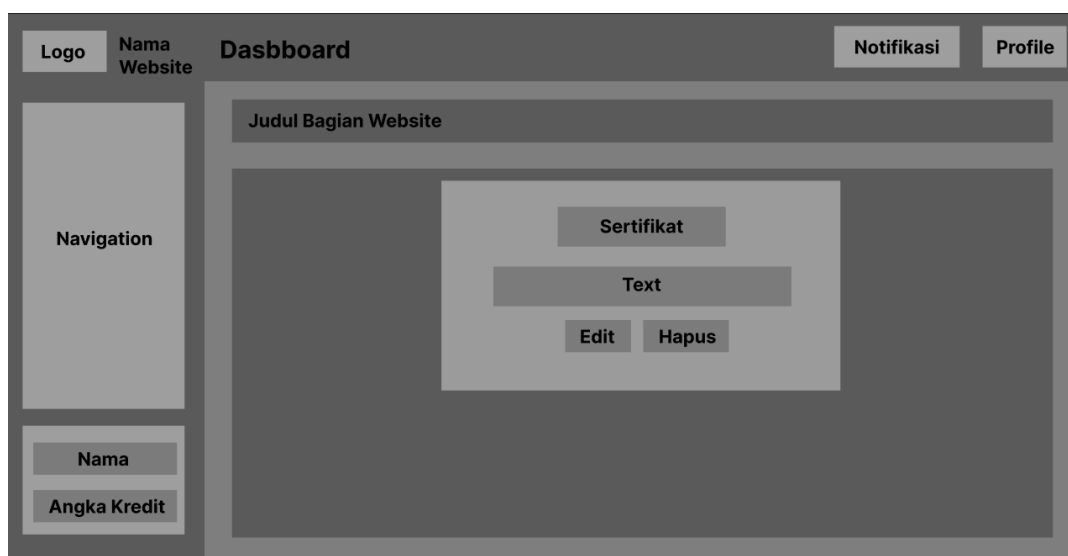 Logo
Nama
Website
Dasbboard
Notifikasi
Profile
Judul Bagian Website
Navigation
Sertifikat
Text
Edit
Hapus
Nama
Angka Kredit